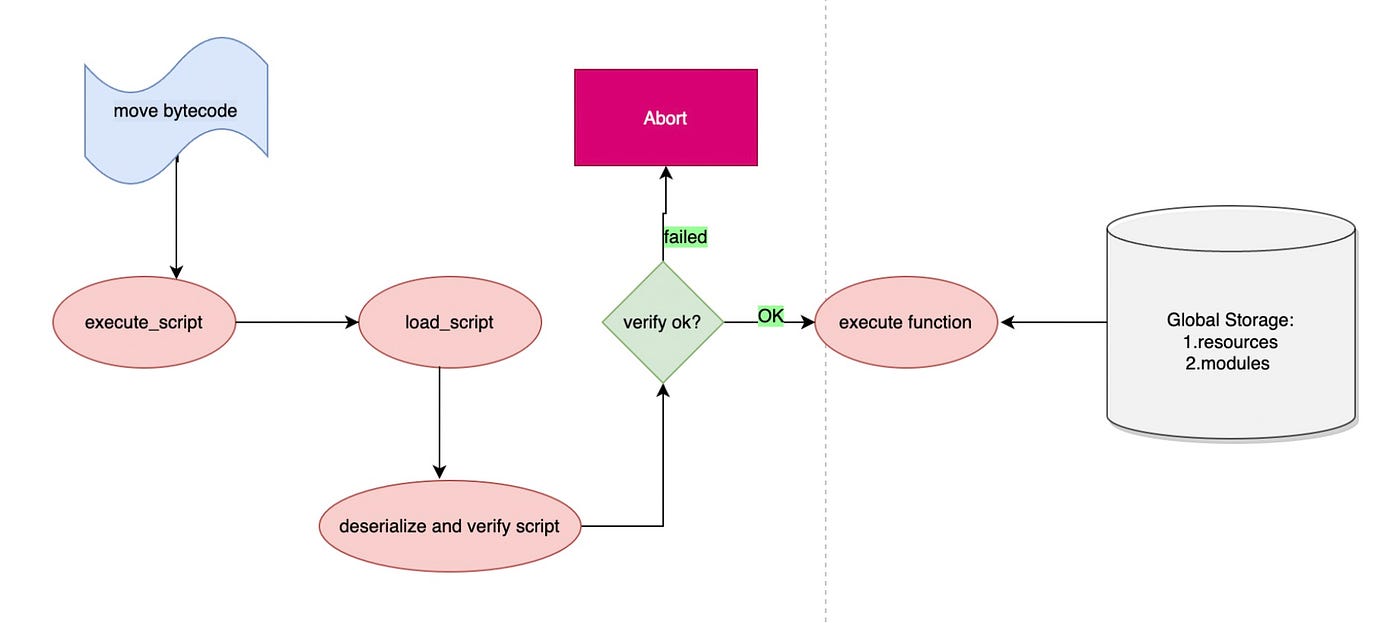 move bytecode
Abort
failed
execute_script
load_script
verify ok?
OK
execute function
Global Storage:
1.resources
2.modules
deserialize and verify script